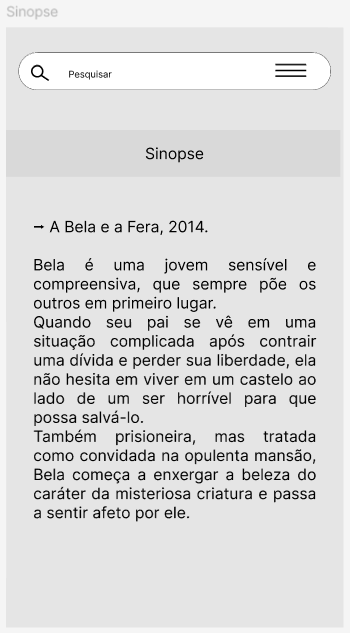 Sinopse
Pesquisar
Sinopse
→ A Bela e a Fera, 2014.
Bela é uma jovem sensível e
compreensiva, que sempre põe os
outros em primeiro lugar.
Quando seu pai se vê em uma
situação complicada após contrair
uma dívida e perder sua liberdade, ela
não hesita em viver em um castelo ao
lado de um ser horrível para que
possa salvá-lo.
Também prisioneira, mas tratada
como convidada na opulenta mansão,
Bela começa a enxergar a beleza do
caráter da misteriosa criatura e passa
a sentir afeto por ele.